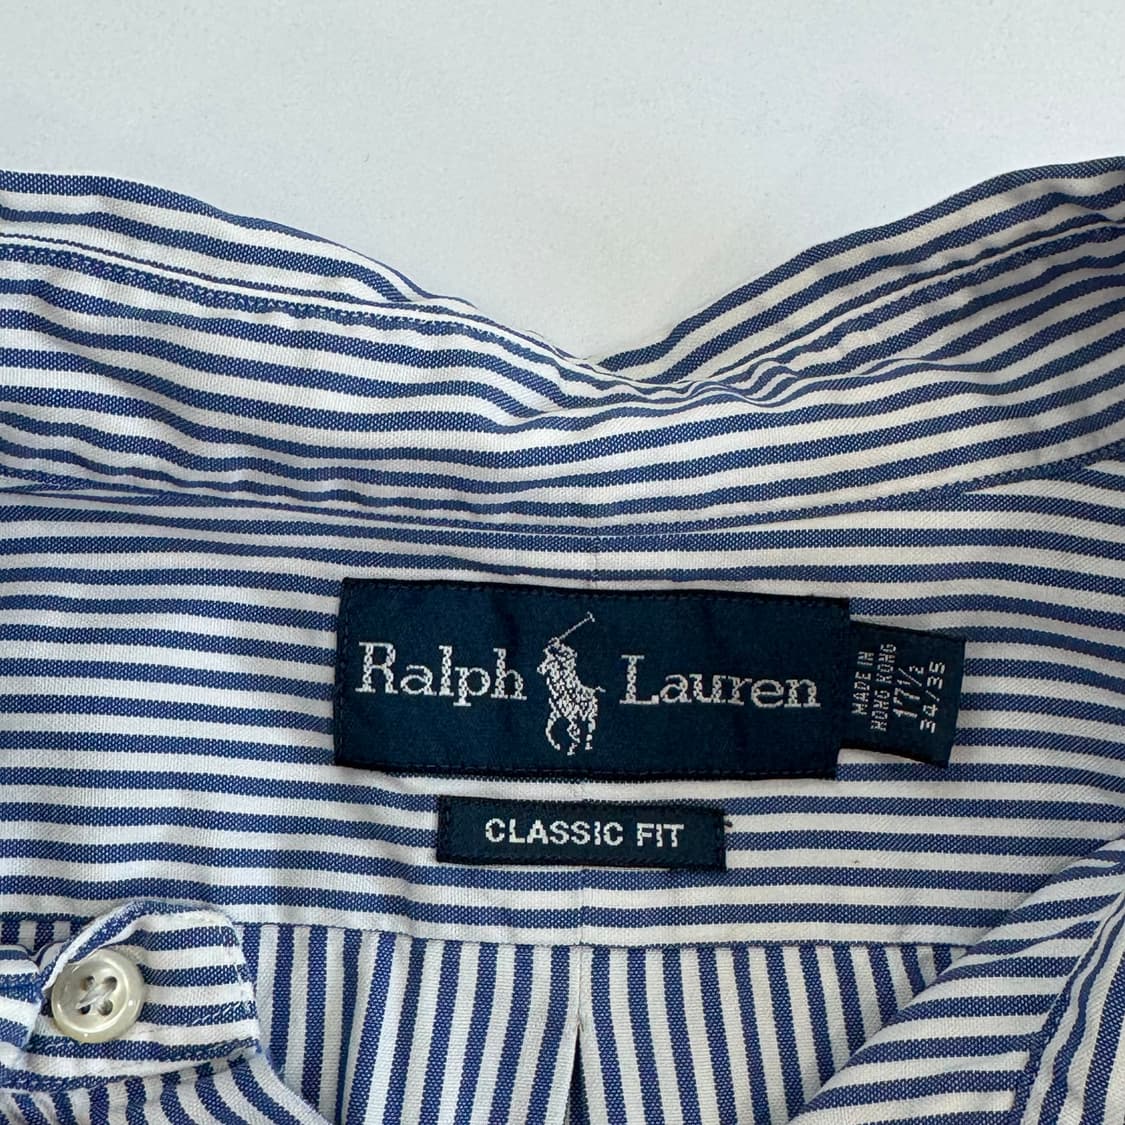 Ralph Lauren
MADE IN
HONG KONG
17½
34/35
CLASSIC FIT